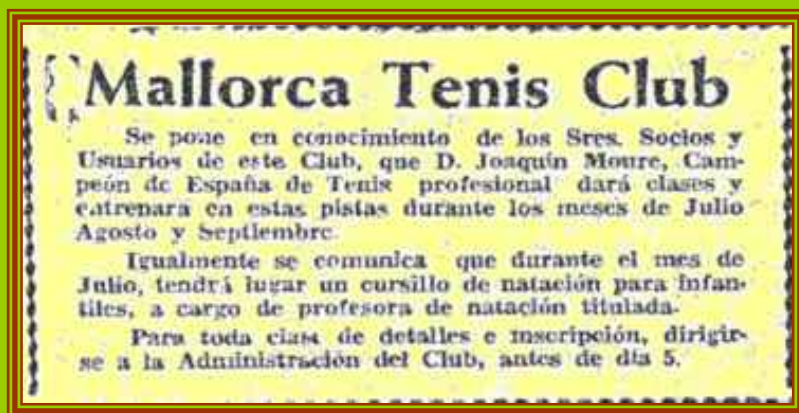 Mallorca Tenis Club
Se pone en conocimiento de los Sres. Socios y
Usuarios de este Club, que D. Joaquín Moure, Cam-
peón de España de Tenis profesional dará clases y
entrenara en estas pistas durante los meses de Julio
Agosto y Septiembre.
Igualmente se comunica que durante el mes de
Julio, tendrá lugar un cursillo de natación para infan-
tiles, a cargo de profesora de natación titulada.
Para toda clase de detalles e inscripción, dirigir-
se a la Administración del Club, antes de día 5.